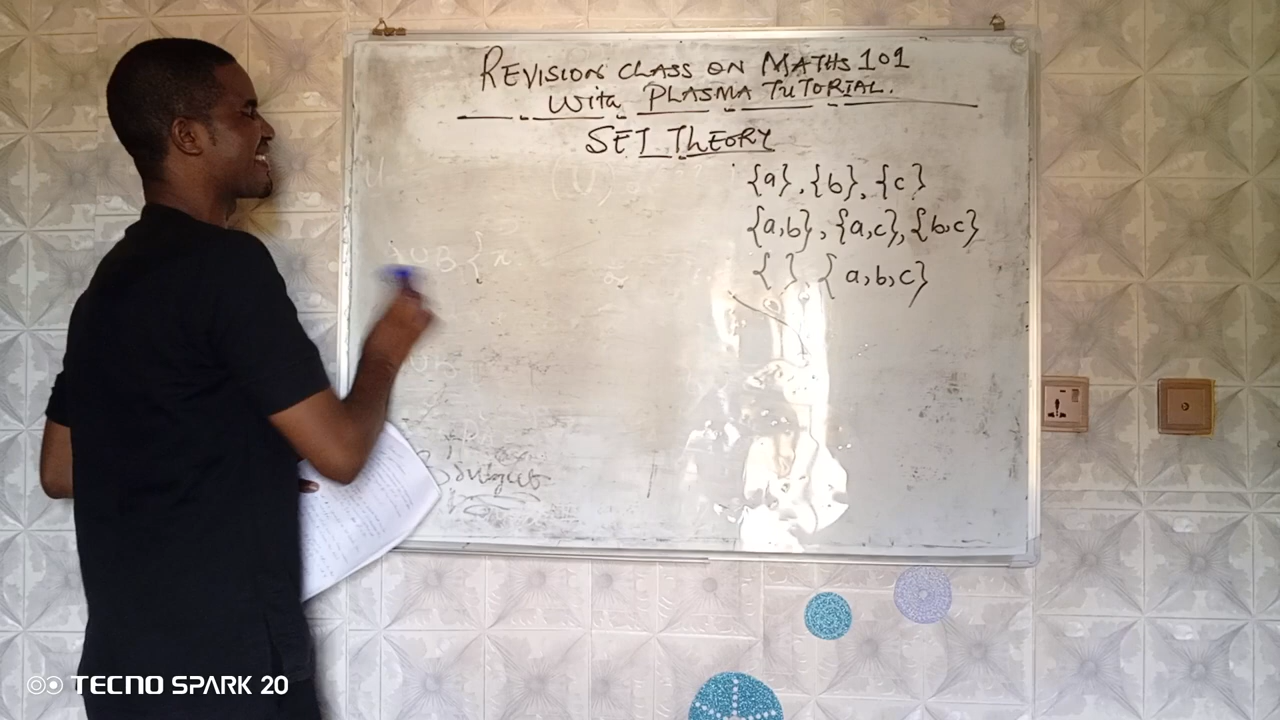 REVISION CLASS ON MATHS 101
With PLASMA TUTORIAL.
SET THEORY
{a}, {b}, {c}
{a,b}, {a,c}, {b,c}
{ }, { a,b,c}
TECNO SPARK 20